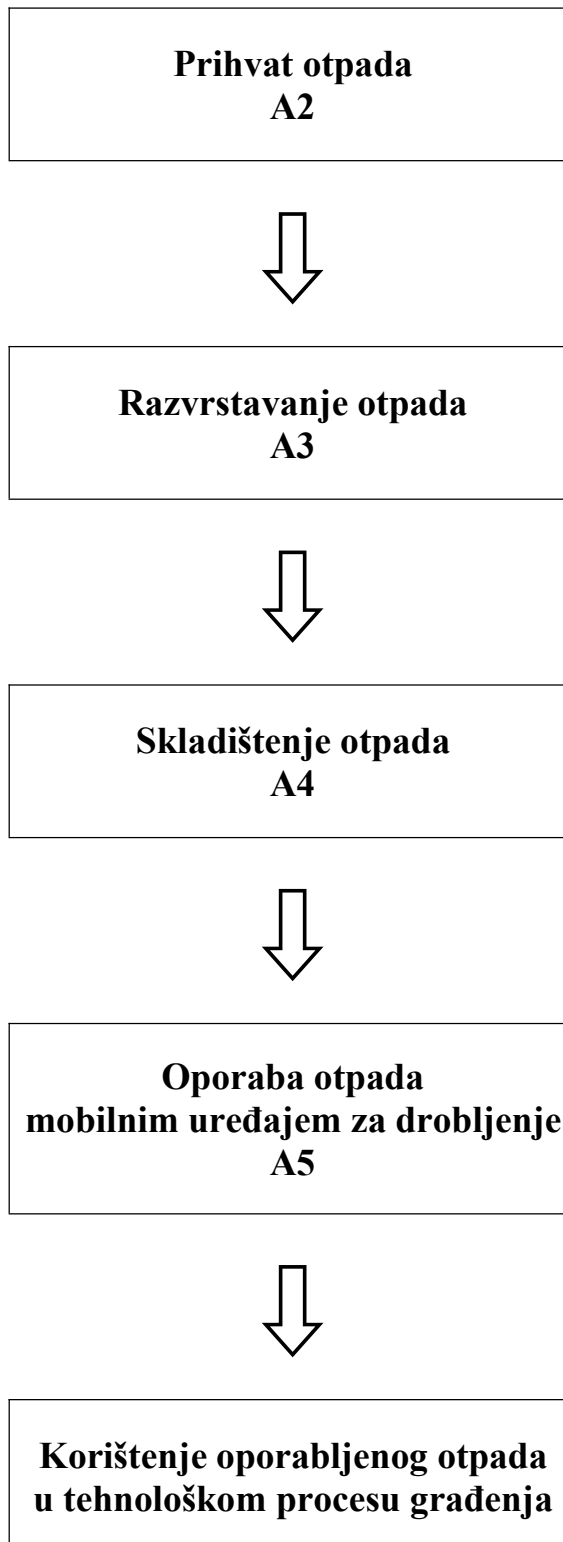 Prihvat otpada
A2
Razvrstavanje otpada
A3
Skladištenje otpada
A4
Oporaba otpada
mobilnim uređajem za drobljenje
A5
Korištenje oporabljenog otpada
u tehnološkom procesu građenja